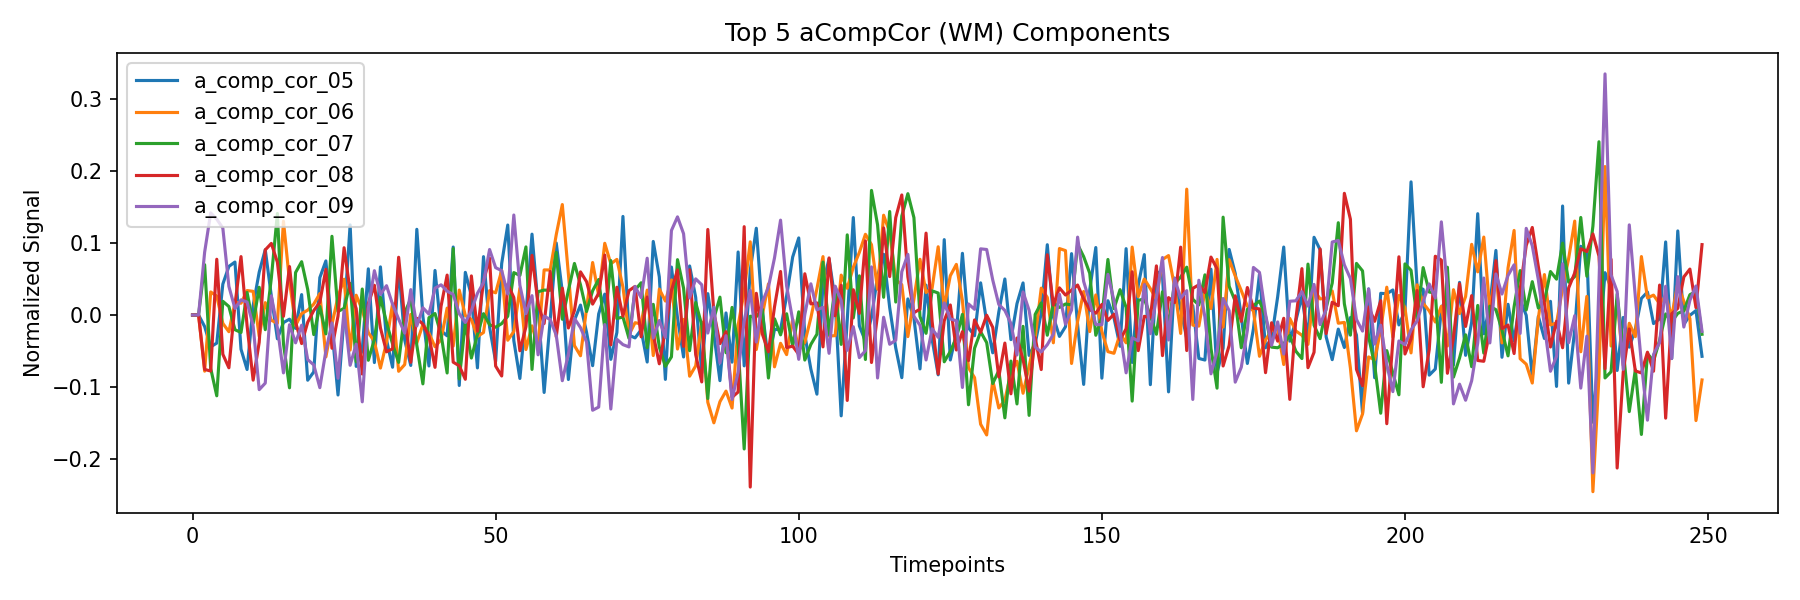 Top 5 aCompCor (WM) Components
a_comp_cor_05
a_comp_cor_06
a_comp_cor_07
a_comp_cor_08
a_comp_cor_09
Normalized Signal
0.3
0.2
0.1
0.0
−0.1
−0.2
0 50 100 150 200 250
Timepoints